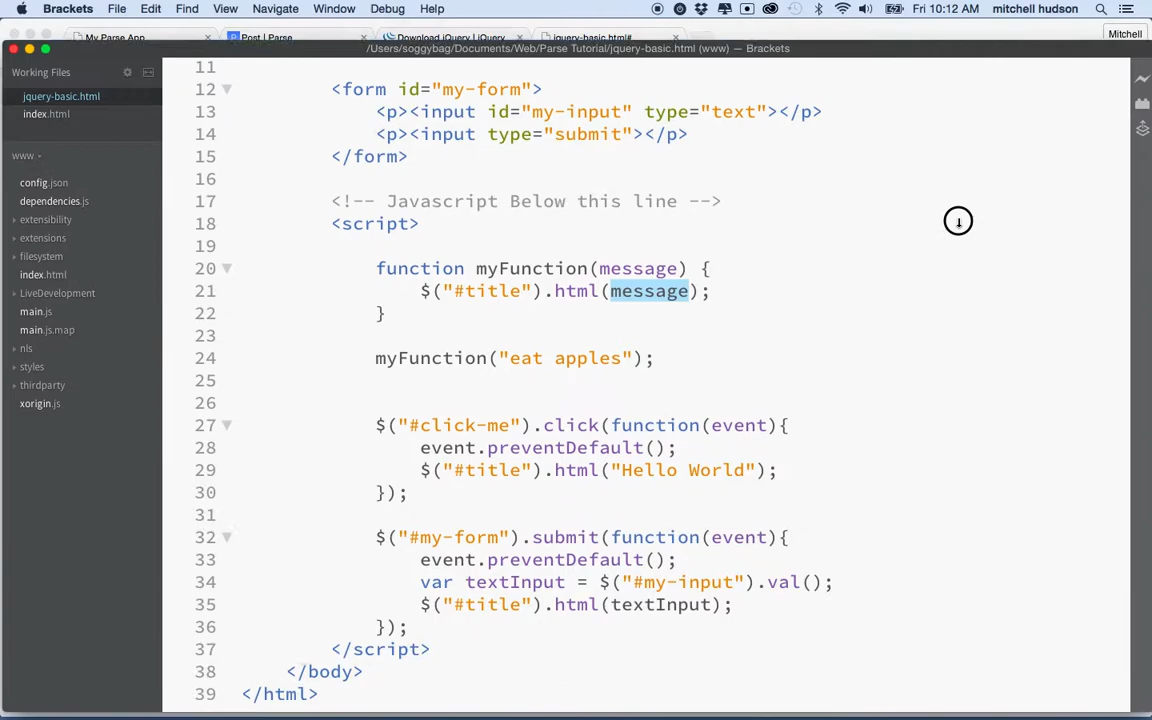 Brackets File Edit Find View Navigate Window Debug Help Fri 10:12 AM mitchell hudson
My Parse App Post | Parse Download jQuery | jQuery jquery-basic.html# Mitchell
/Users/soggybag/Documents/Web/Parse Tutorial/jquery-basic.html (www) — Brackets
Working Files
jquery-basic.html
index.html
www
config.json
dependencies.js
extensibility
extensions
filesystem
index.html
LiveDevelopment
main.js
main.js.map
nls
styles
thirdparty
xorigin.js
11
12 <form id="my-form">
13 <p><input id="my-input" type="text"></p>
14 <p><input type="submit"></p>
15 </form>
16
17 <!-- Javascript Below this line -->
18 <script>
19
20 function myFunction(message) {
21 $("#title").html(message);
22 }
23
24 myFunction("eat apples");
25
26
27 $("#click-me").click(function(event){
28 event.preventDefault();
29 $("#title").html("Hello World");
30 });
31
32 $("#my-form").submit(function(event){
33 event.preventDefault();
34 var textInput = $("#my-input").val();
35 $("#title").html(textInput);
36 });
37 </script>
38 </body>
39 </html>